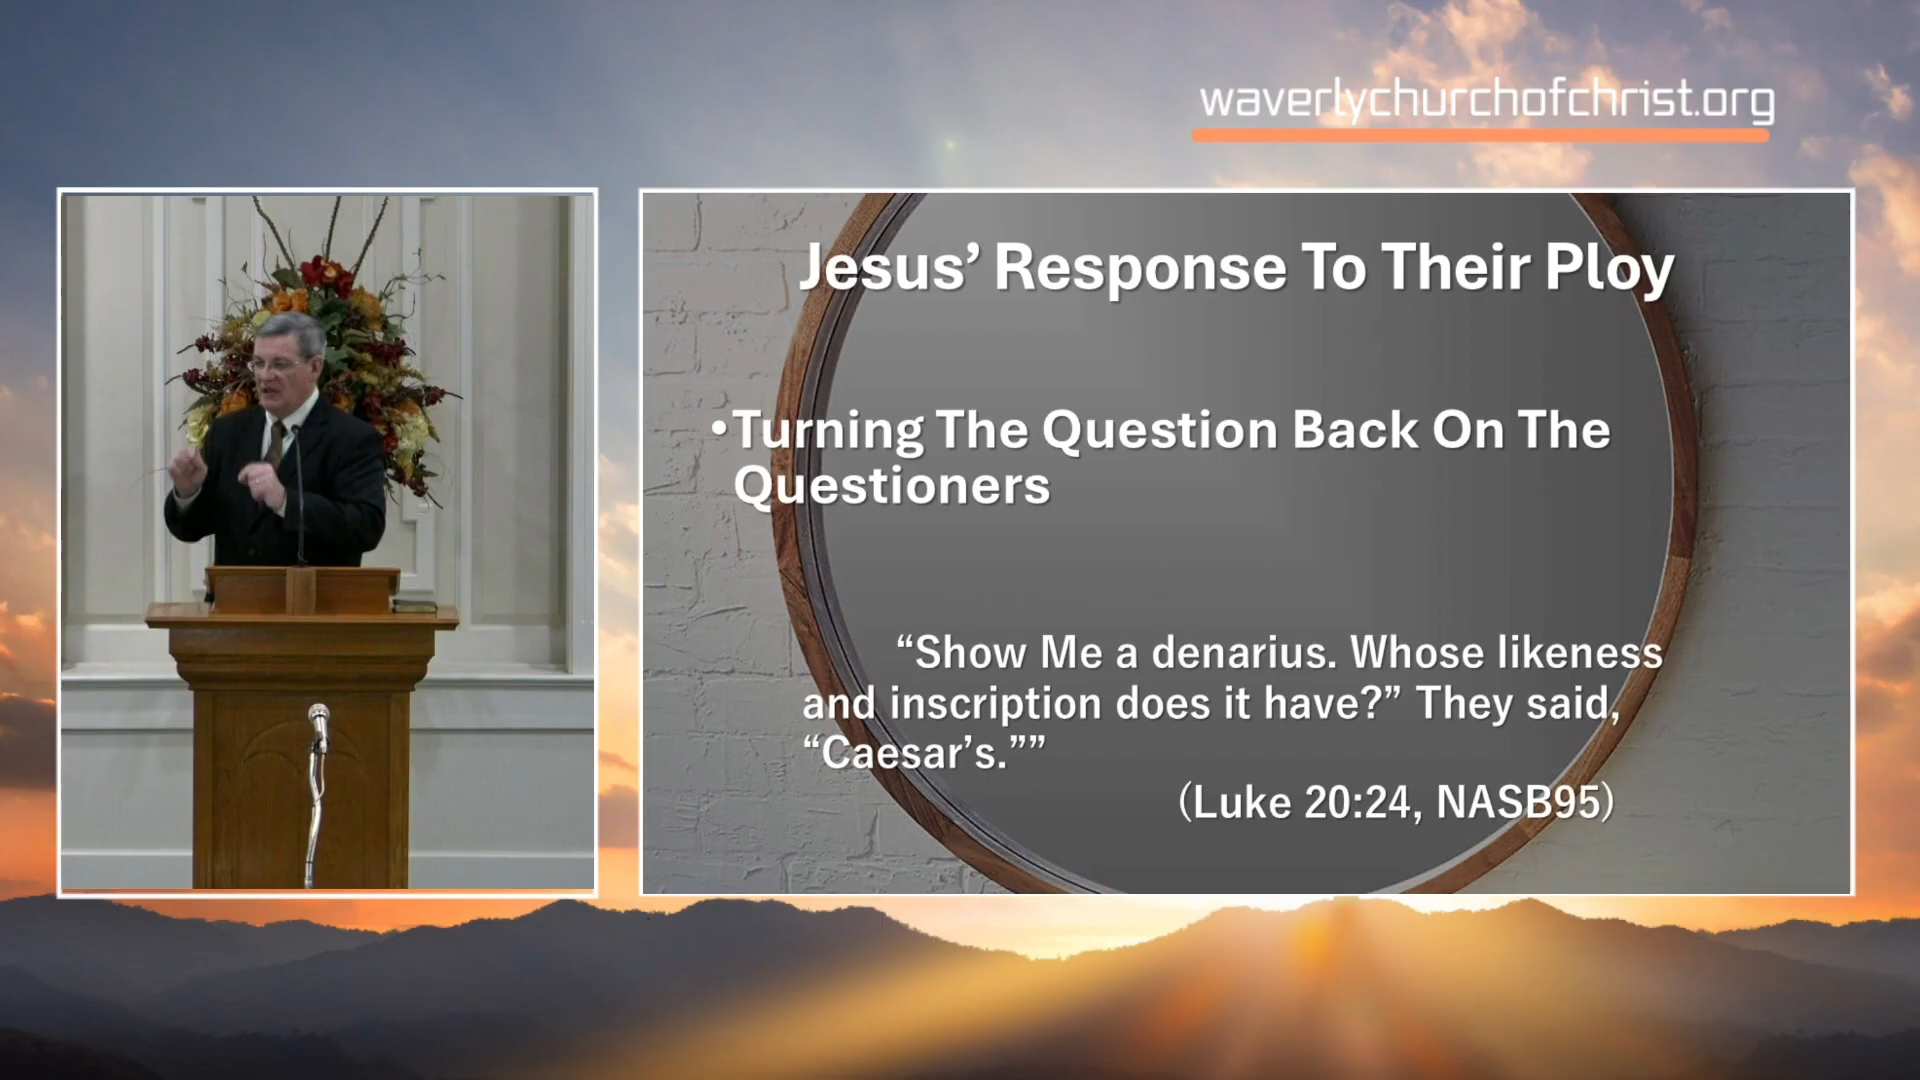 waverlychurchofchrist.org
Jesus’ Response To Their Ploy
•Turning The Question Back On The
Questioners
“Show Me a denarius. Whose likeness
and inscription does it have?” They said,
“Caesar’s.””
(Luke 20:24, NASB95)